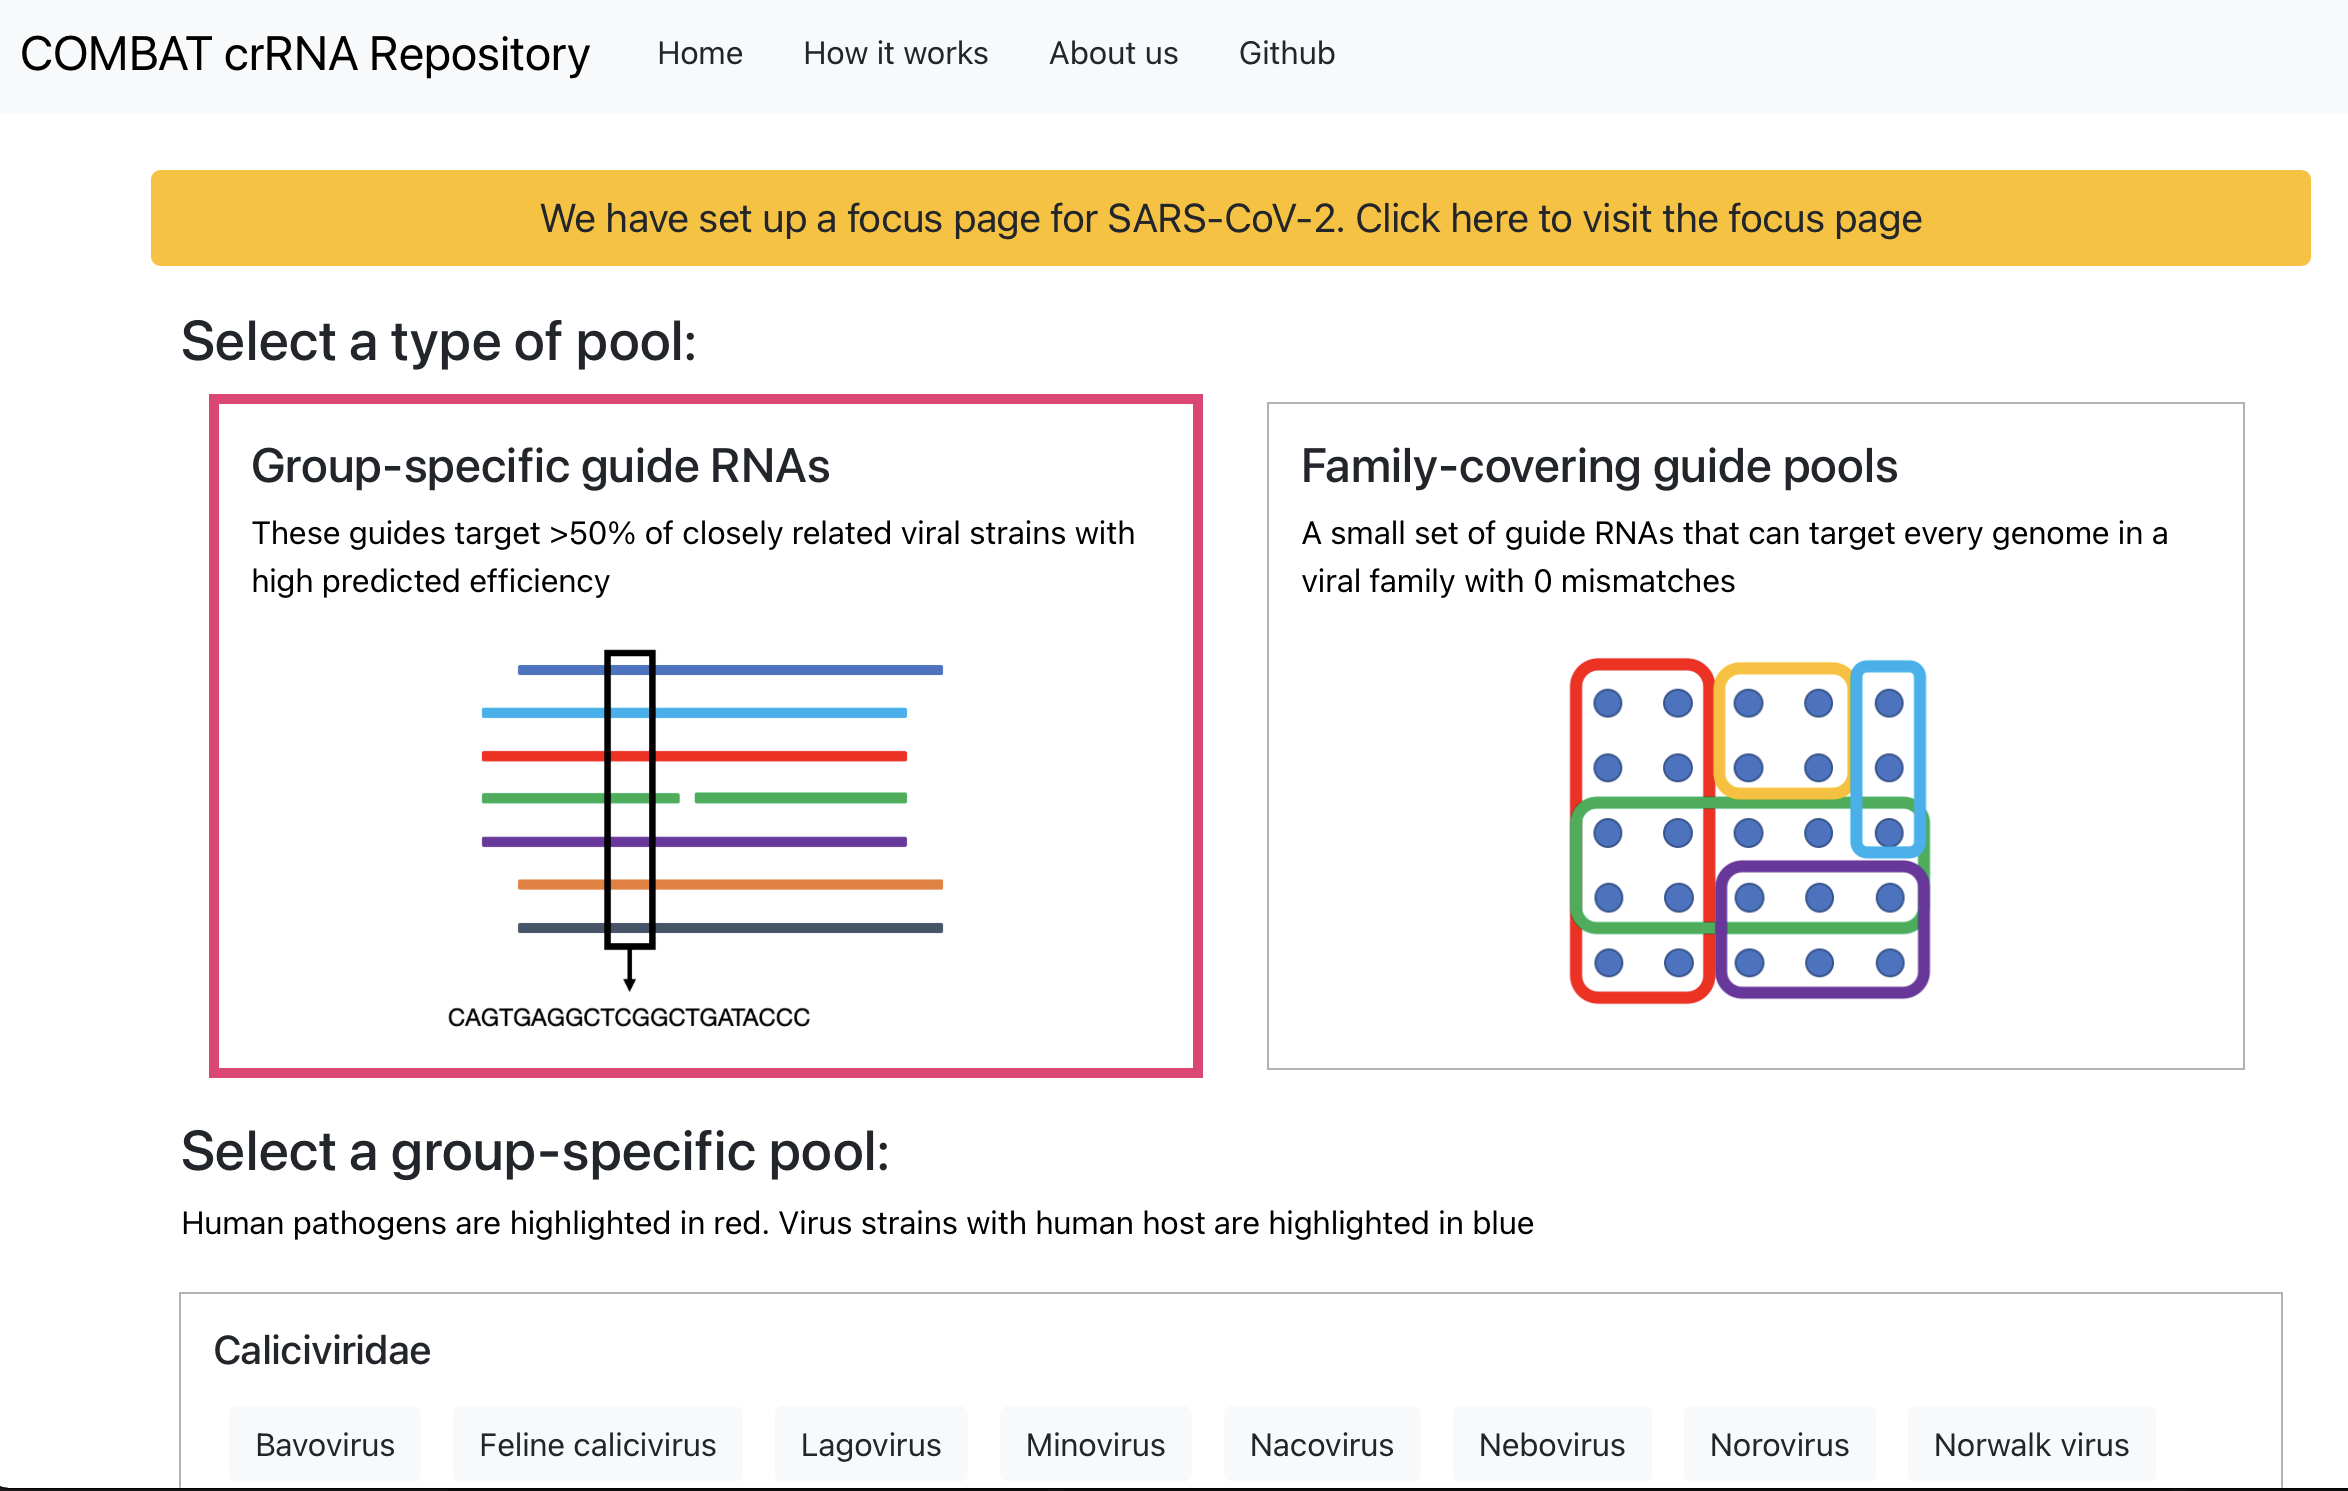 COMBAT crRNA Repository Home How it works About us Github
We have set up a focus page for SARS-CoV-2. Click here to visit the focus page
Select a type of pool:
Group-specific guide RNAs
These guides target >50% of closely related viral strains with
high predicted efficiency
CAGTGAGGCTCGGCTGATACCC
Family-covering guide pools
A small set of guide RNAs that can target every genome in a
viral family with 0 mismatches
Select a group-specific pool:
Human pathogens are highlighted in red. Virus strains with human host are highlighted in blue
Caliciviridae
Bavovirus Feline calicivirus Lagovirus Minovirus Nacovirus Nebovirus Norovirus Norwalk virus